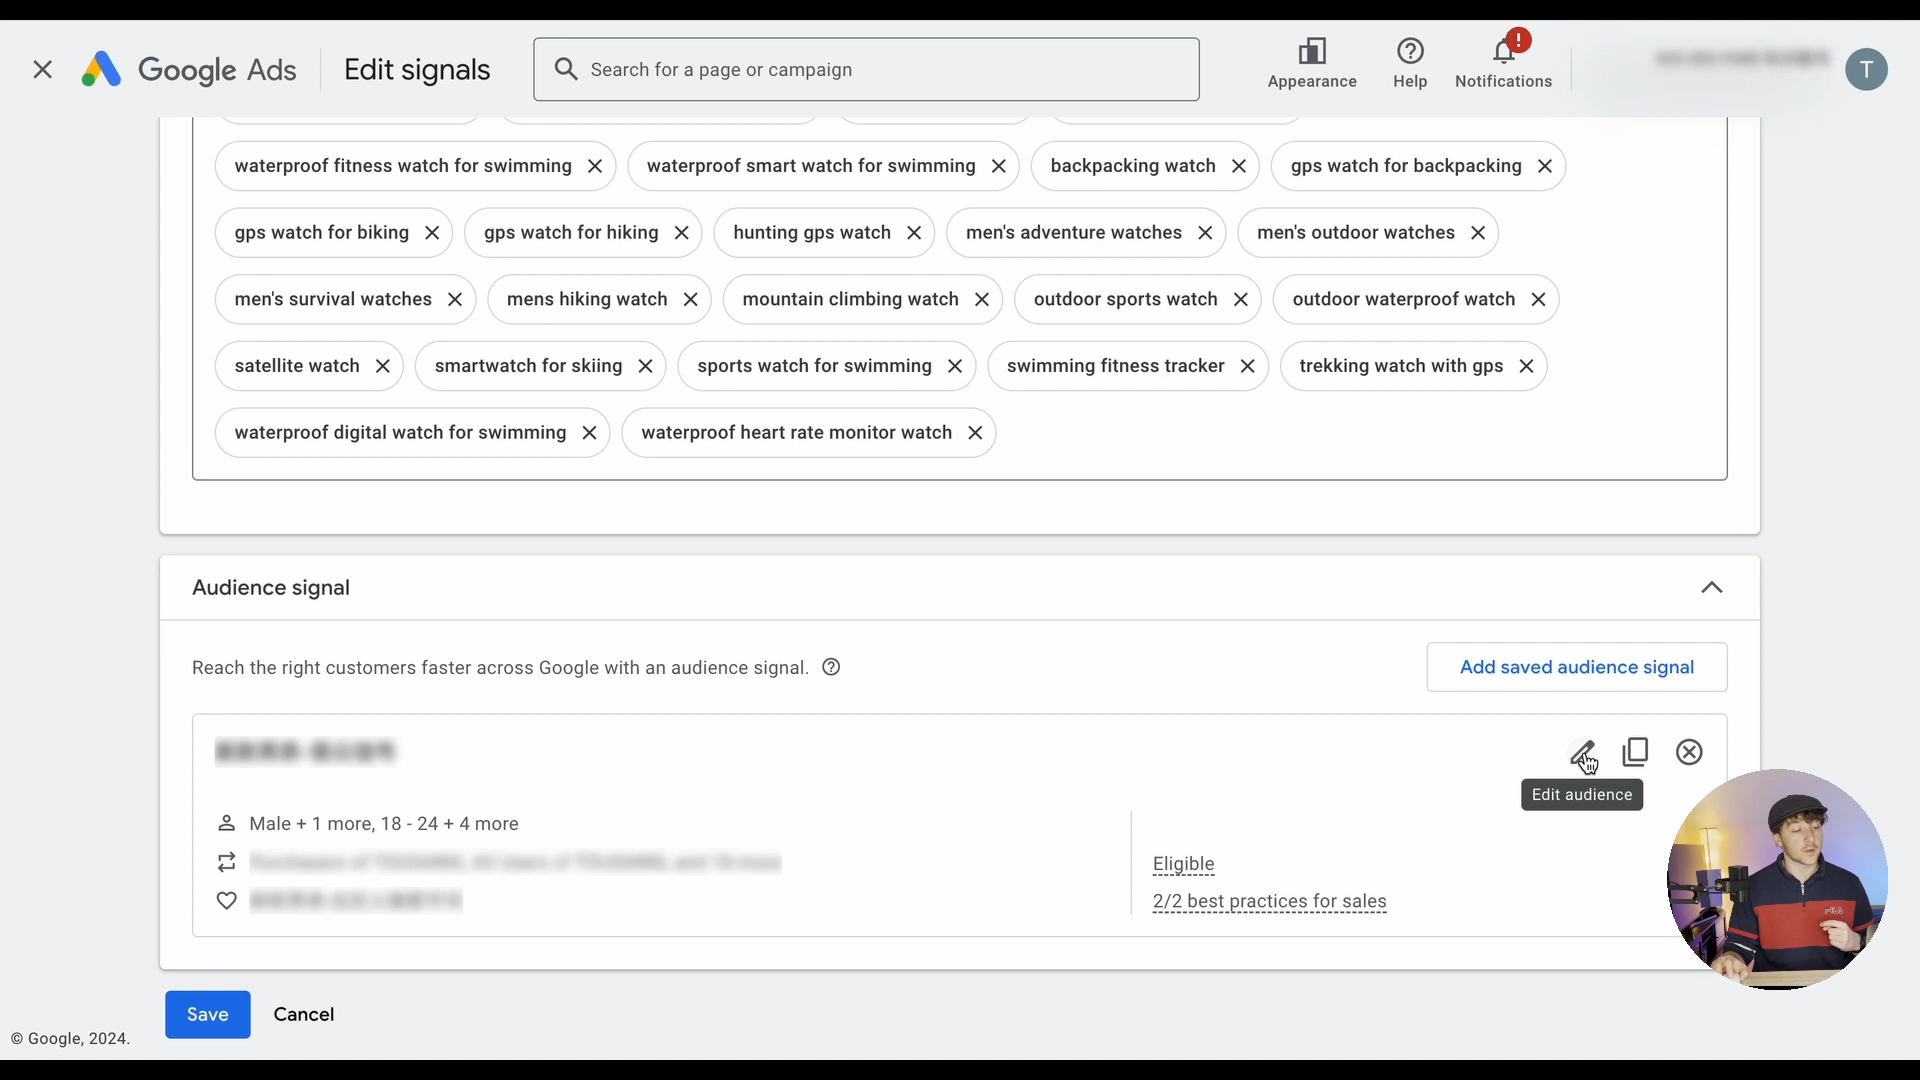 Google Ads
Edit signals
Search for a page or campaign
Appearance
Help
!
Notifications
T
waterproof fitness watch for swimming
waterproof smart watch for swimming
backpacking watch
gps watch for backpacking
gps watch for biking
gps watch for hiking
hunting gps watch
men's adventure watches
men's outdoor watches
men's survival watches
mens hiking watch
mountain climbing watch
outdoor sports watch
outdoor waterproof watch
satellite watch
smartwatch for skiing
sports watch for swimming
swimming fitness tracker
trekking watch with gps
waterproof digital watch for swimming
waterproof heart rate monitor watch
Audience signal
Reach the right customers faster across Google with an audience signal.
Add saved audience signal
Edit audience
Male + 1 more, 18 - 24 + 4 more
Eligible
2/2 best practices for sales
FILA
Save
Cancel
© Google, 2024.